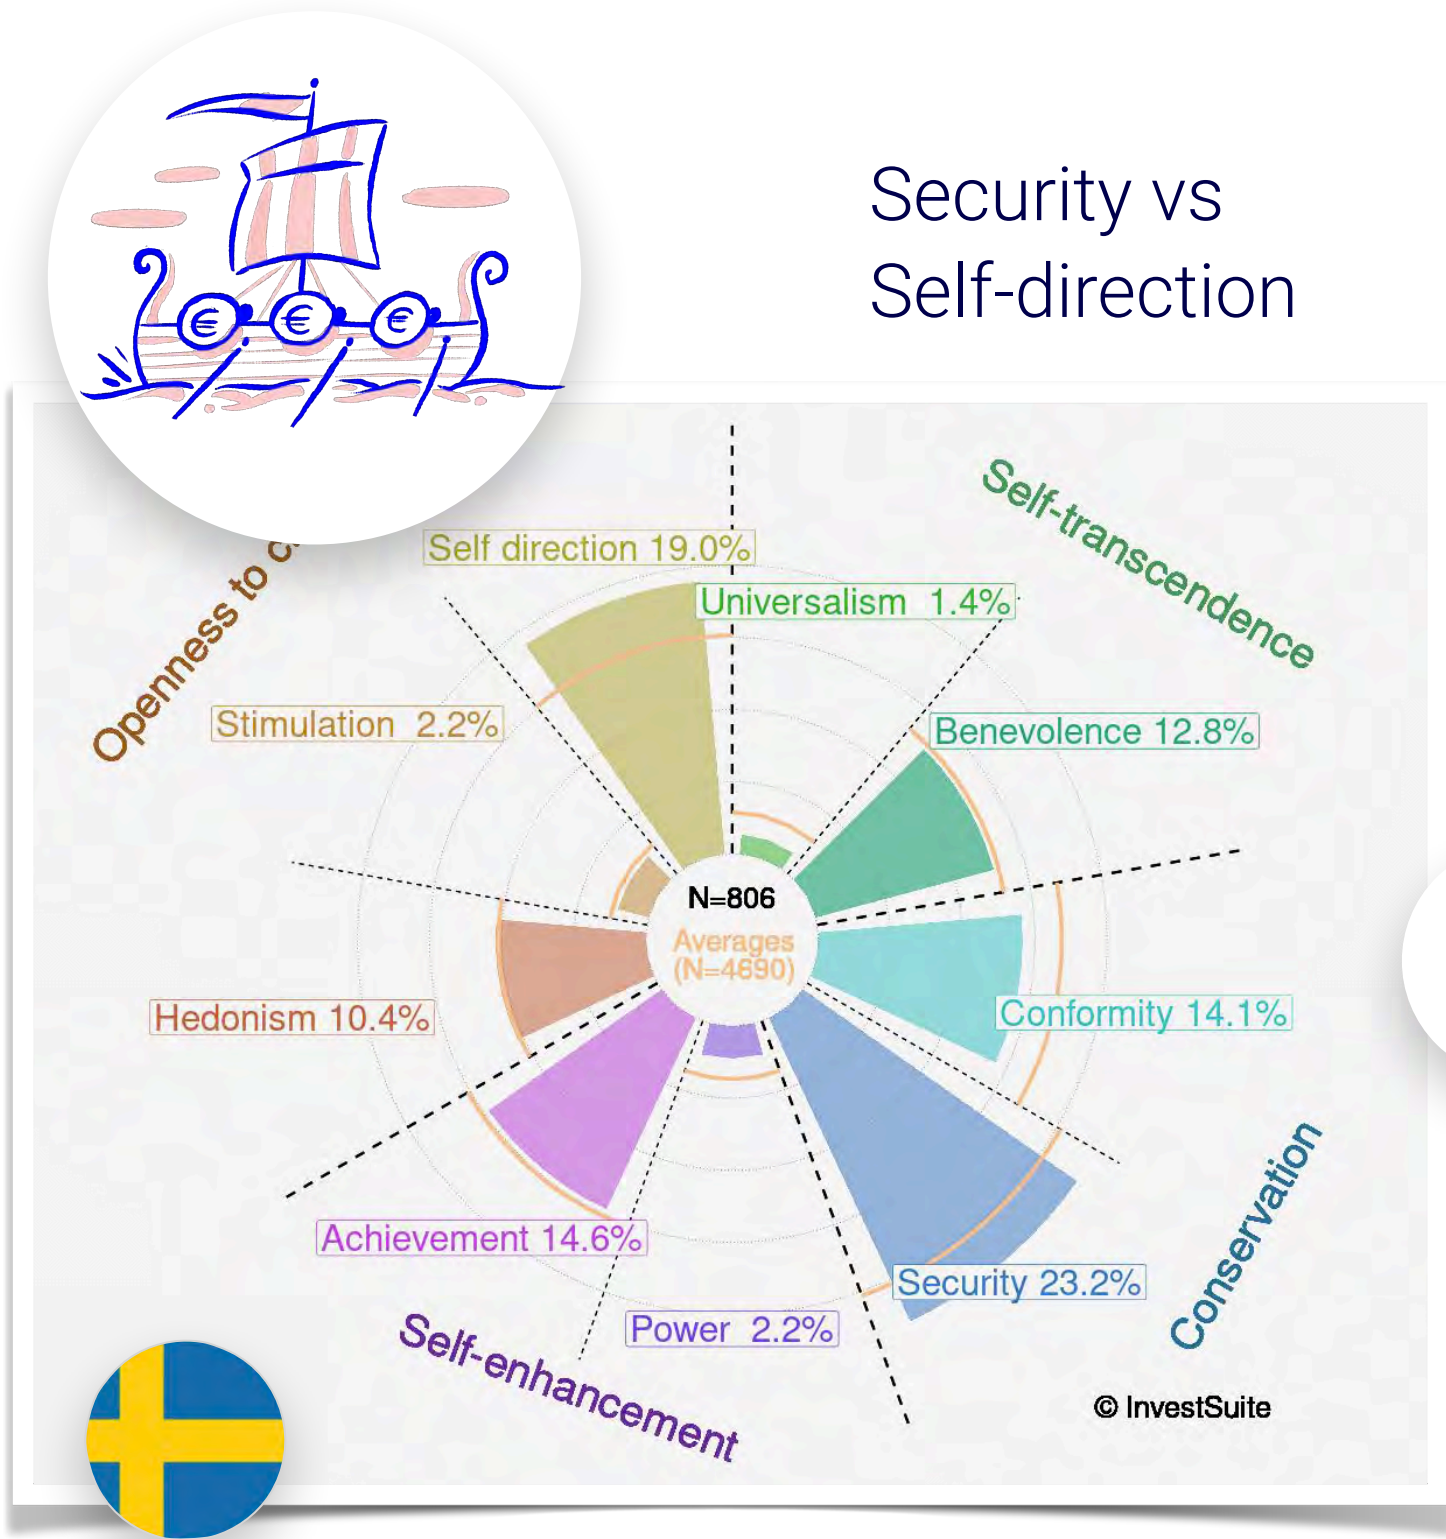 Security vs
Self-direction
Self-transcendence
Openness to
Self direction 19.0%
Universalism 1.4%
Stimulation 2.2%
Benevolence 12.8%
N=806
Averages
(N=4690)
Hedonism 10.4%
Conformity 14.1%
Achievement 14.6%
Security 23.2%
Power 2.2%
Self-enhancement
Conservation
© InvestSuite
€ € €